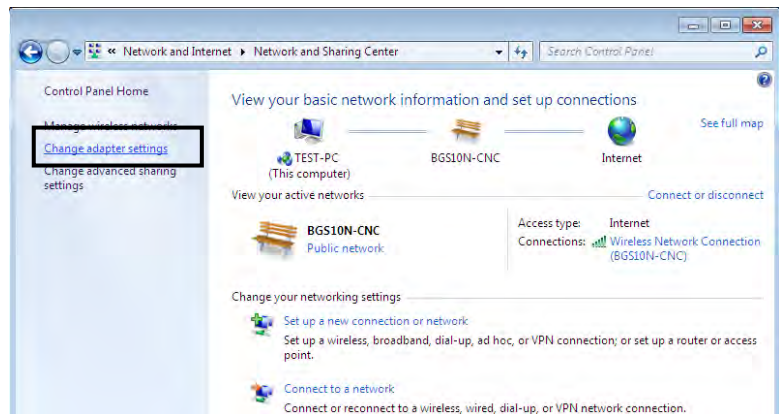 « Network and Internet ▸ Network and Sharing Center
Search Control Panel
Control Panel Home
Manage wireless networks
Change adapter settings
Change advanced sharing
settings
View your basic network information and set up connections
See full map
TEST-PC
(This computer)
BGS10N-CNC
Internet
View your active networks
Connect or disconnect
BGS10N-CNC
Public network
Access type: Internet
Connections: Wireless Network Connection
(BGS10N-CNC)
Change your networking settings
Set up a new connection or network
Set up a wireless, broadband, dial-up, ad hoc, or VPN connection; or set up a router or access
point.
Connect to a network
Connect or reconnect to a wireless, wired, dial-up, or VPN network connection.